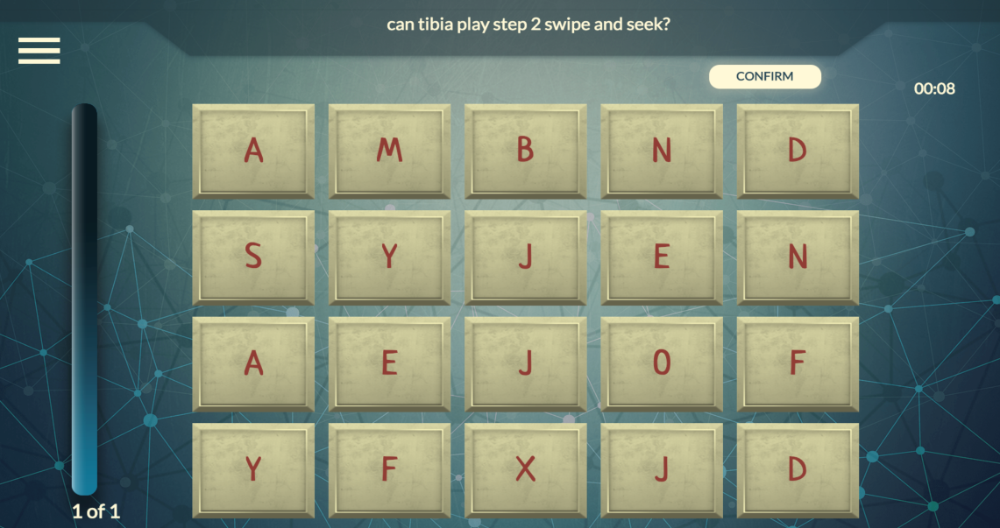 can tibia play step 2 swipe and seek?
CONFIRM
00:08
A M B N D
S Y J E N
A E J O F
Y F X J D
1 of 1